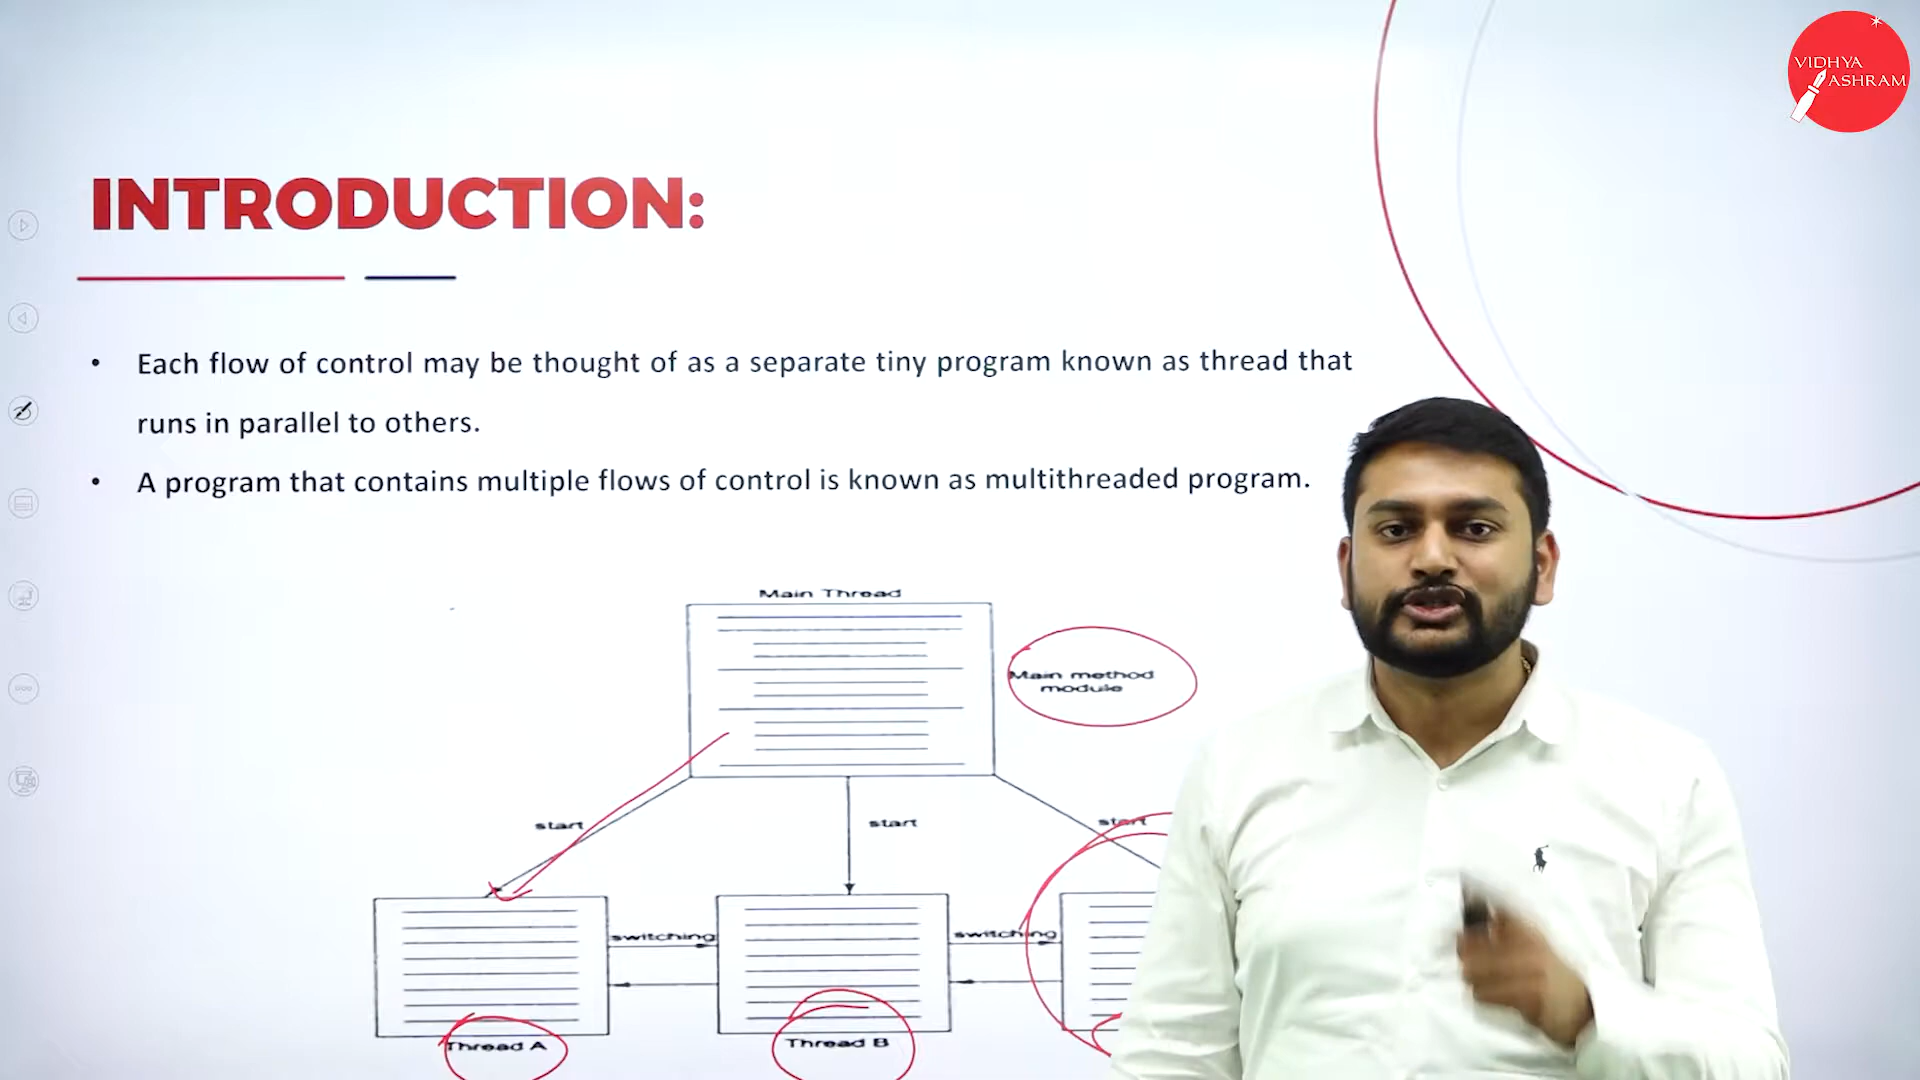 VIDHYA
ASHRAM
INTRODUCTION:
• Each flow of control may be thought of as a separate tiny program known as thread that
runs in parallel to others.
• A program that contains multiple flows of control is known as multithreaded program.
Main Thread
Main method
module
start
start
start
switching
switching
Thread A
Thread B